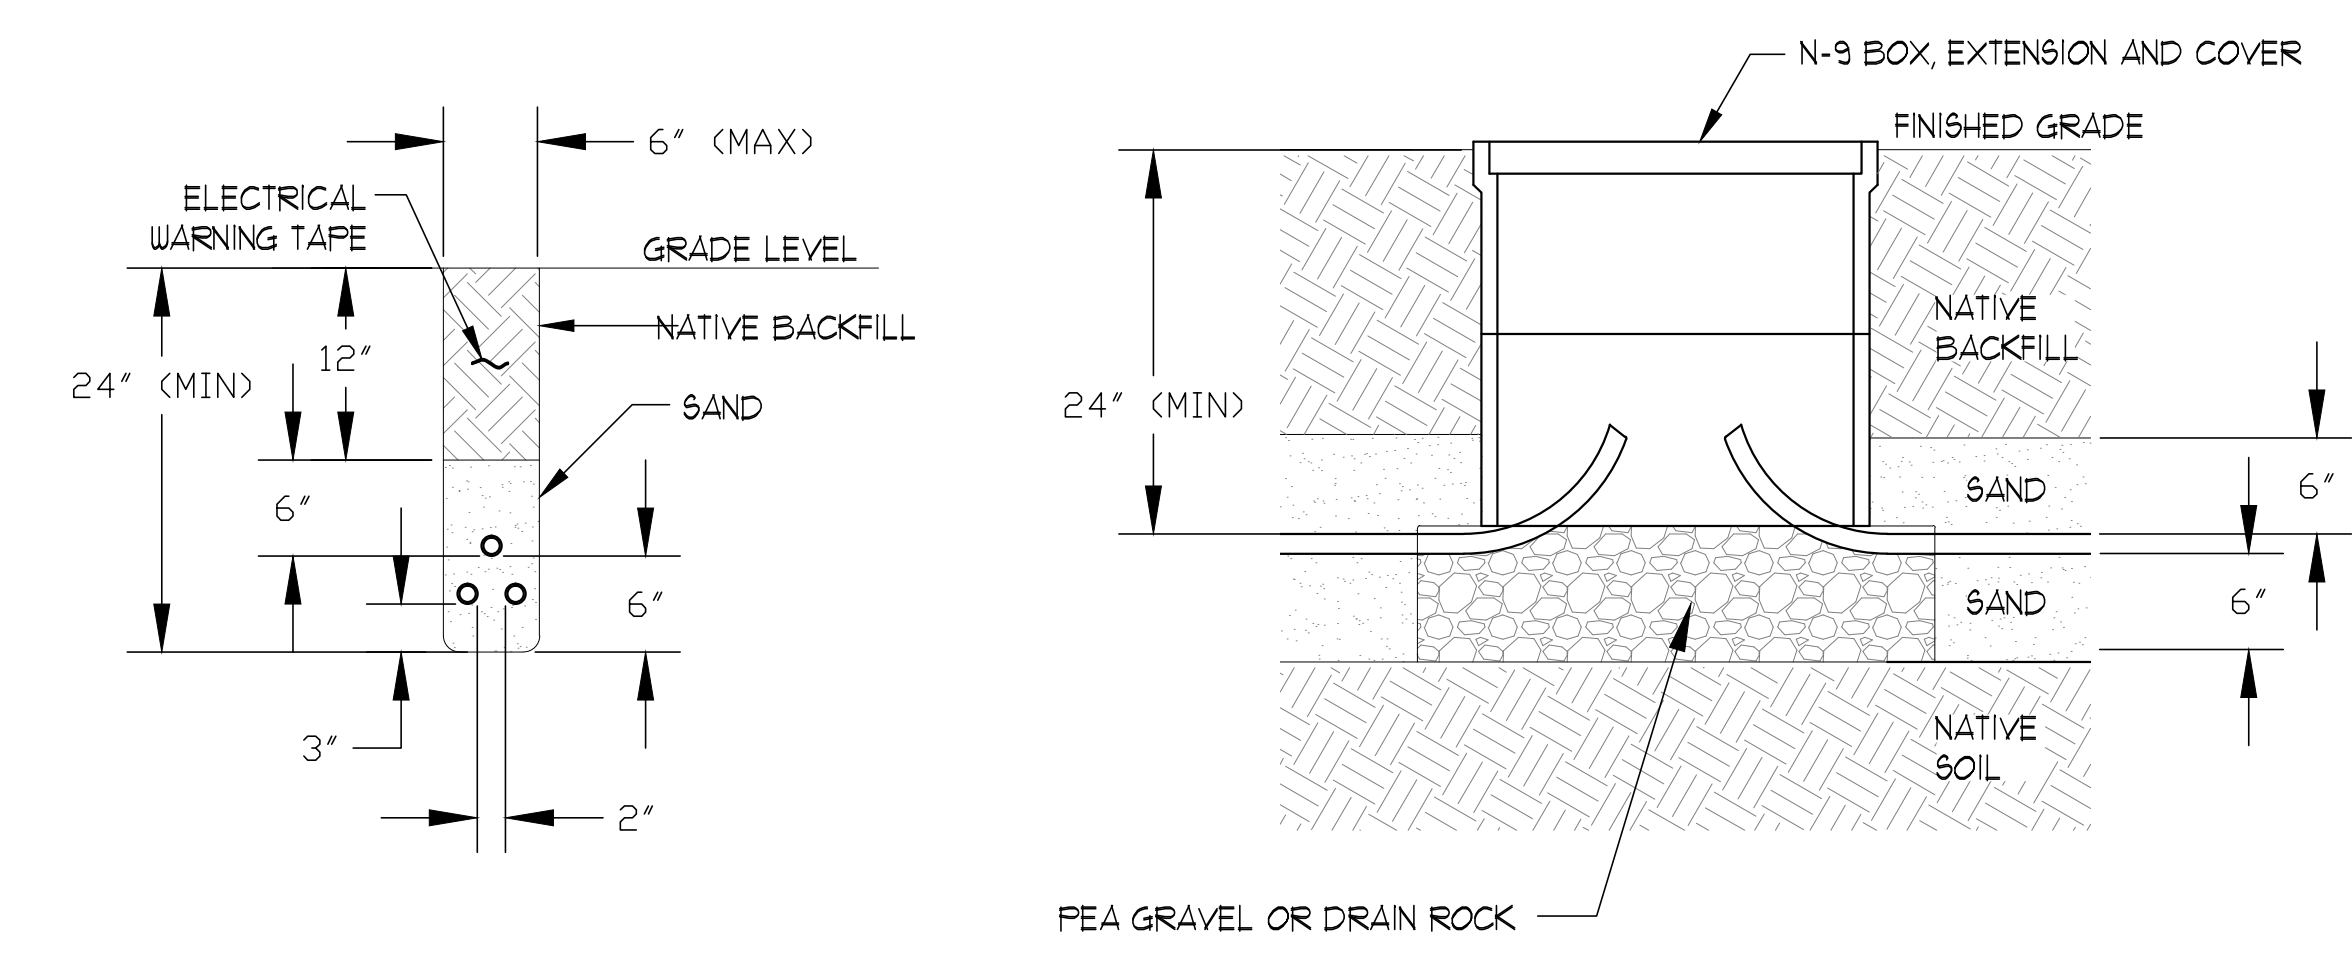 6" (MAX)
ELECTRICAL
WARNING TAPE
GRADE LEVEL
NATIVE BACKFILL
12"
24" (MIN)
SAND
6"
6"
3"
2"
N-9 BOX, EXTENSION AND COVER
FINISHED GRADE
NATIVE
BACKFILL
24" (MIN)
SAND
6"
SAND
6"
NATIVE
SOIL
PEA GRAVEL OR DRAIN ROCK